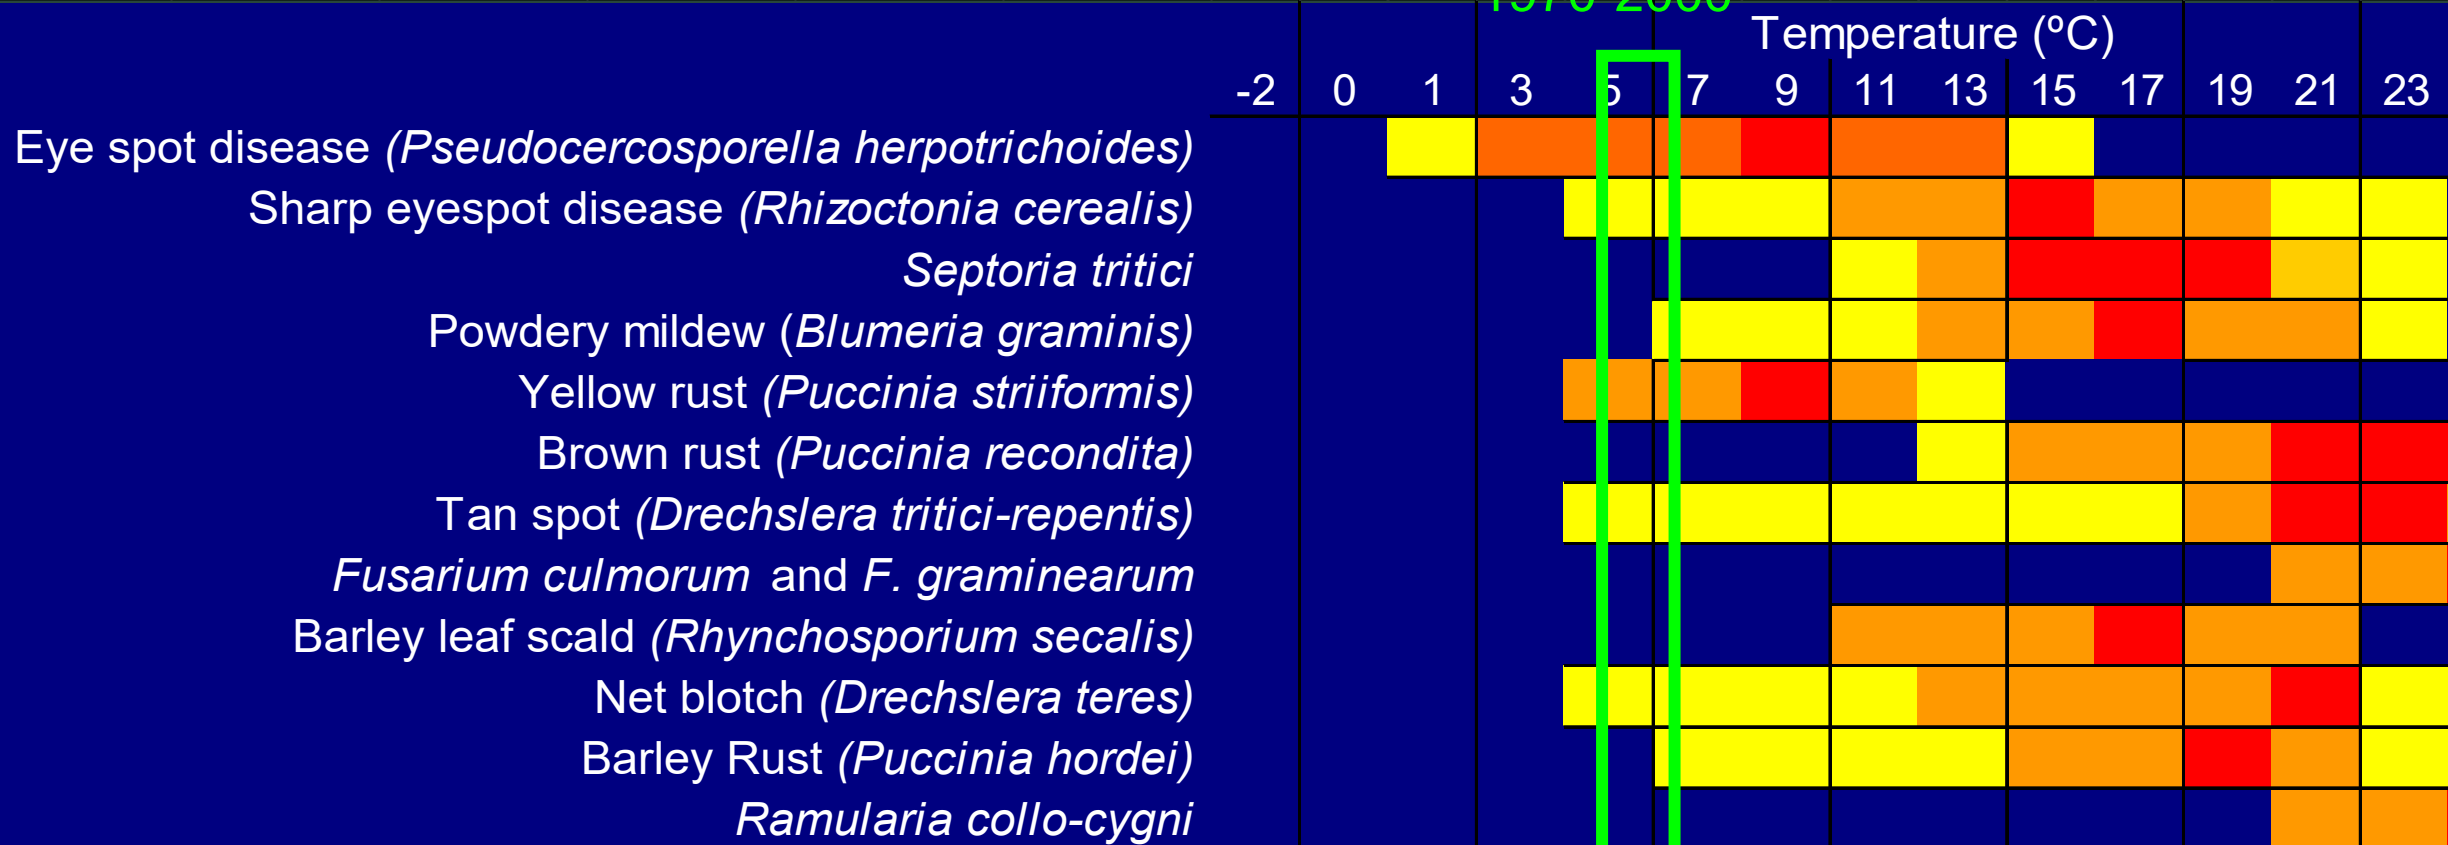 1970-2000
Temperature (ºC)
-2 0 1 3 5 7 9 11 13 15 17 19 21 23
Eye spot disease (Pseudocercosporella herpotrichoides)
Sharp eyespot disease (Rhizoctonia cerealis)
Septoria tritici
Powdery mildew (Blumeria graminis)
Yellow rust (Puccinia striiformis)
Brown rust (Puccinia recondita)
Tan spot (Drechslera tritici-repentis)
Fusarium culmorum and F. graminearum
Barley leaf scald (Rhynchosporium secalis)
Net blotch (Drechslera teres)
Barley Rust (Puccinia hordei)
Ramularia collo-cygni